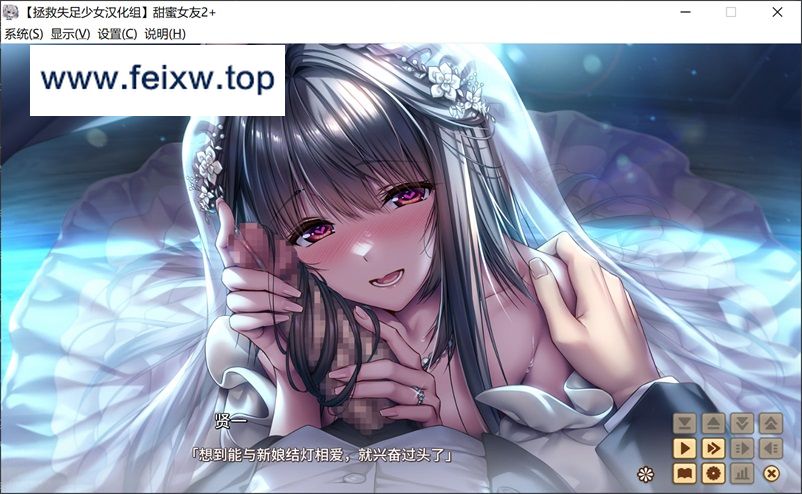 【拯救失足少女汉化组】甜蜜女友2+
系统(S) 显示(V) 设置(C) 说明(H)
www.feixw.top
贤一
「想到能与新娘结灯相爱，就兴奋过头了」